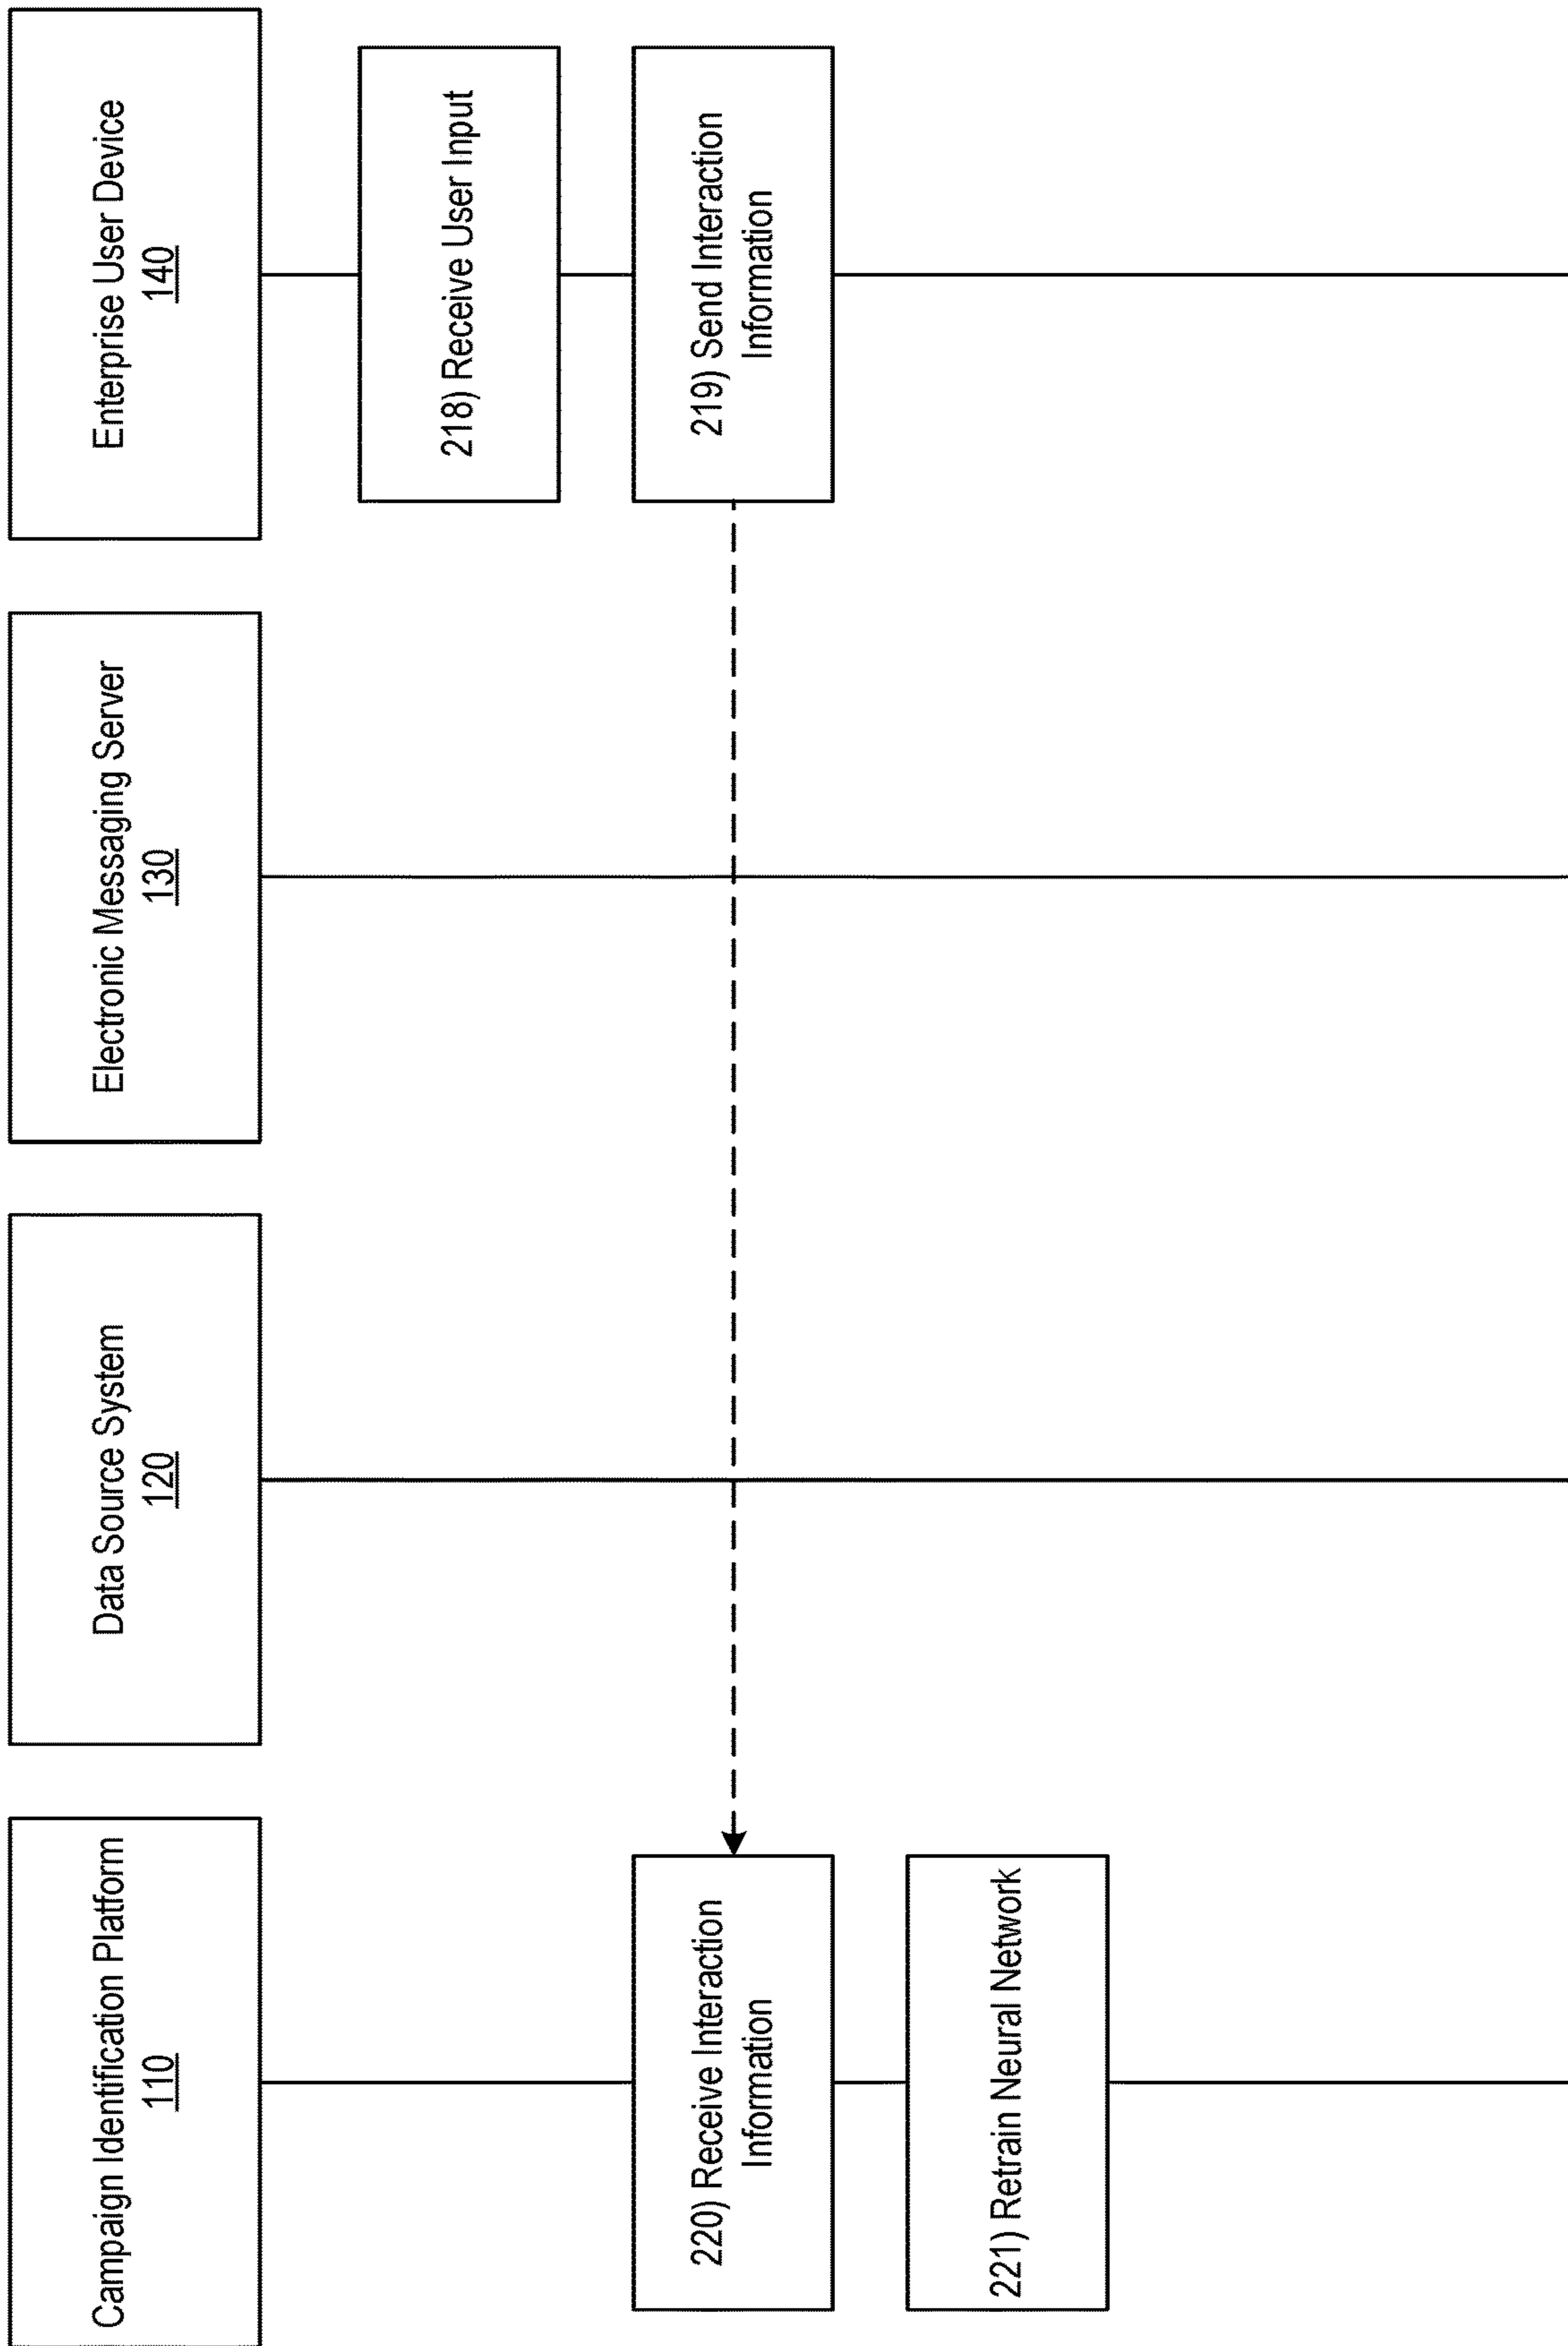 Campaign Identification Platform
110
Data Source System
120
Electronic Messaging Server
130
Enterprise User Device
140
218) Receive User Input
219) Send Interaction
Information
220) Receive Interaction
Information
221) Retrain Neural Network